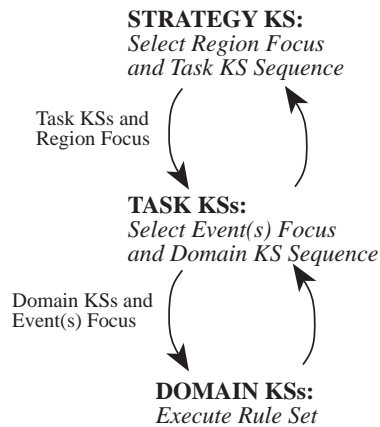 STRATEGY KS:
Select Region Focus
and Task KS Sequence
Task KSs and
Region Focus
TASK KSs:
Select Event(s) Focus
and Domain KS Sequence
Domain KSs and
Event(s) Focus
DOMAIN KSs:
Execute Rule Set